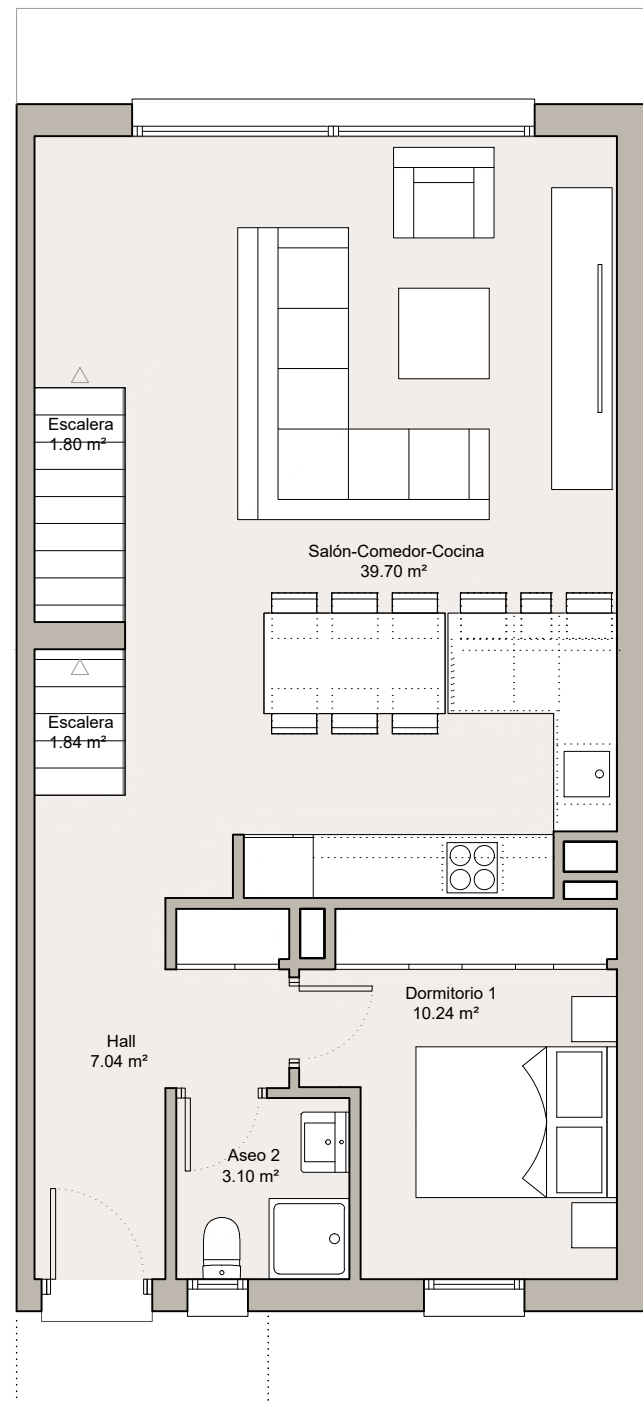 Escalera
1.80 m²
Salón-Comedor-Cocina
39.70 m²
Escalera
1.84 m²
Dormitorio 1
10.24 m²
Hall
7.04 m²
Aseo 2
3.10 m²